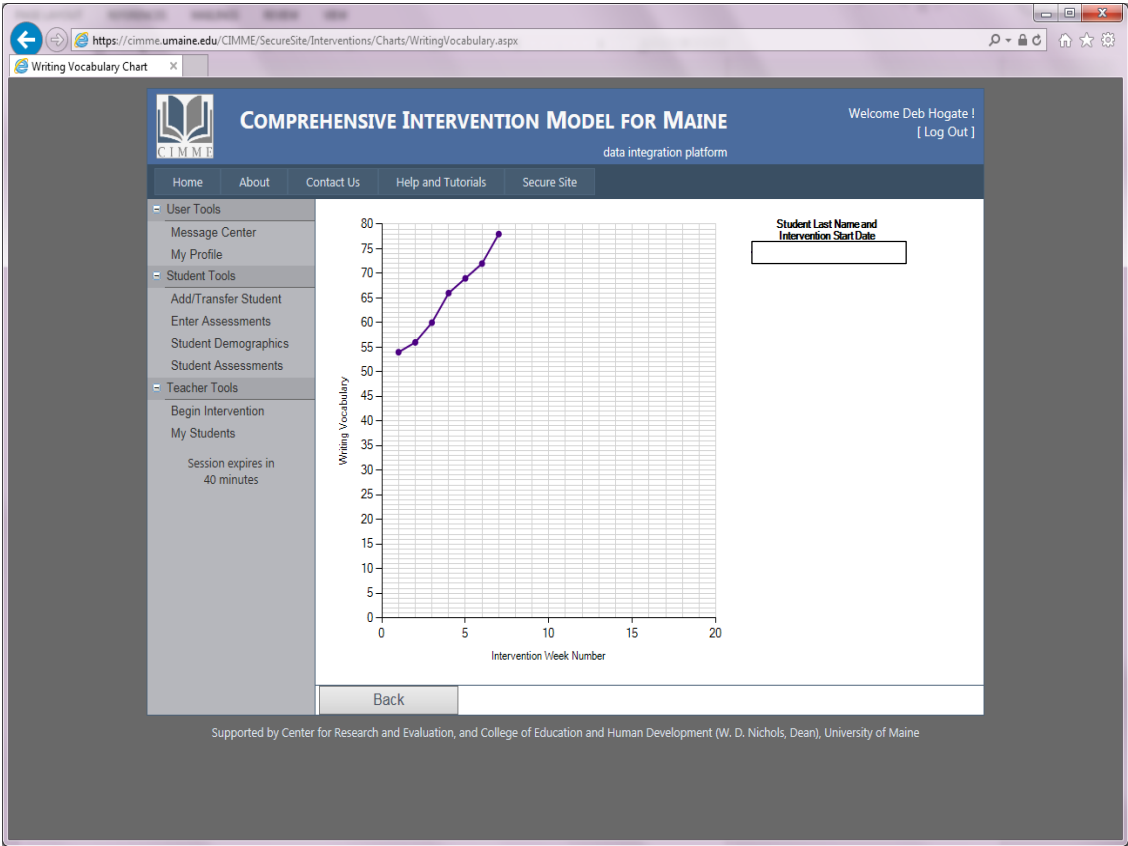 https://cimme.umaine.edu/CIMME/SecureSite/Interventions/Charts/WritingVocabulary.aspx
Writing Vocabulary Chart
CIMME
COMPREHENSIVE INTERVENTION MODEL FOR MAINE
data integration platform
Welcome Deb Hogate !
[ Log Out ]
Home About Contact Us Help and Tutorials Secure Site
User Tools
Message Center
My Profile
Student Tools
Add/Transfer Student
Enter Assessments
Student Demographics
Student Assessments
Teacher Tools
Begin Intervention
My Students
Session expires in
40 minutes
Writing Vocabulary
80
75
70
65
60
55
50
45
40
35
30
25
20
15
10
5
0
0 5 10 15 20
Intervention Week Number
Student Last Name and
Intervention Start Date
Back
Supported by Center for Research and Evaluation, and College of Education and Human Development (W. D. Nichols, Dean), University of Maine